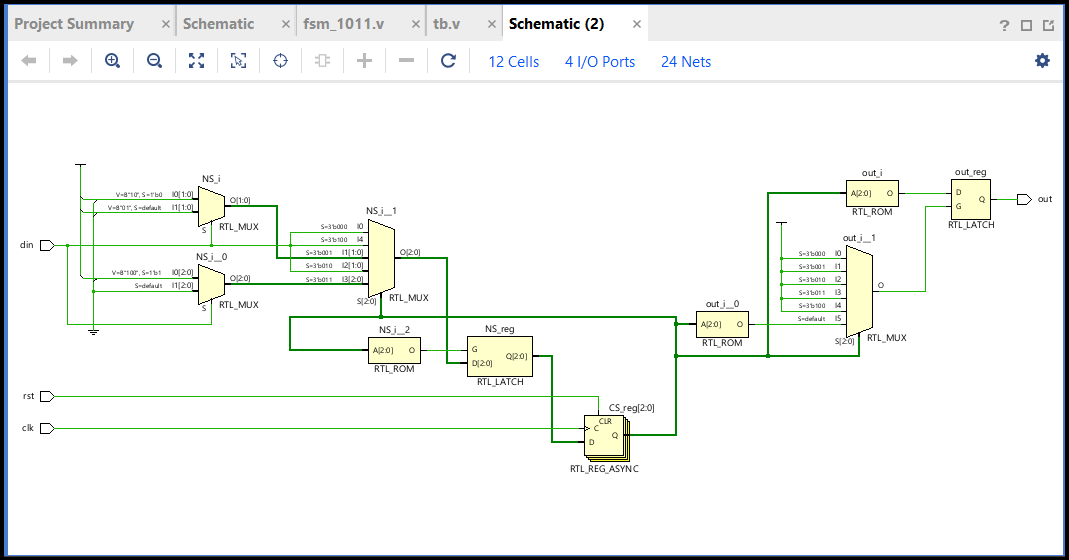 Project Summary × Schematic × fsm_1011.v × tb.v × Schematic (2) × ?
12 Cells 4 I/O Ports 24 Nets
NS_i
V=B"10", S=1'b0 I0[1:0]
V=B"01", S=default I1[1:0]
O[1:0]
S
RTL_MUX
din
NS_i__0
V=B"100", S=1'b1 I0[2:0]
S=default I1[2:0]
O[2:0]
S
RTL_MUX
NS_i__1
S=3'b000 I0
S=3'b100 I4
S=3'b001 I1[1:0]
S=3'b010 I2[1:0]
S=3'b011 I3[2:0]
O[2:0]
S[2:0]
RTL_MUX
NS_i__2
A[2:0] O
RTL_ROM
NS_reg
G
D[2:0]
Q[2:0]
RTL_LATCH
rst
clk
CS_reg[2:0]
CLR
C
Q
D
RTL_REG_ASYNC
out_i
A[2:0] O
RTL_ROM
out_reg
D
Q
G
RTL_LATCH
out
out_i__1
S=3'b000 I0
S=3'b001 I1
S=3'b010 I2
S=3'b011 I3
S=3'b100 I4
S=default I5
O
S[2:0]
RTL_MUX
out_i__0
A[2:0] O
RTL_ROM